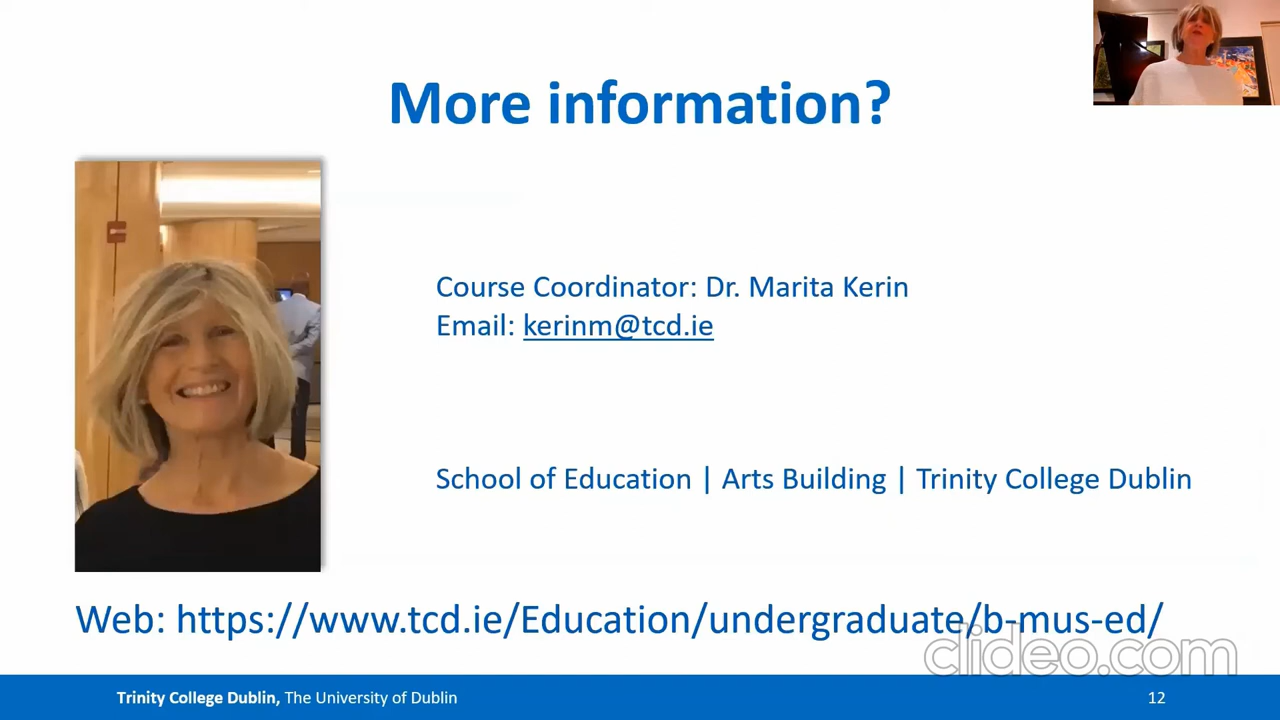 More information?
Course Coordinator: Dr. Marita Kerin
Email: kerinm@tcd.ie
School of Education | Arts Building | Trinity College Dublin
Web: https://www.tcd.ie/Education/undergraduate/b-mus-ed/
clideo.com
Trinity College Dublin, The University of Dublin
12